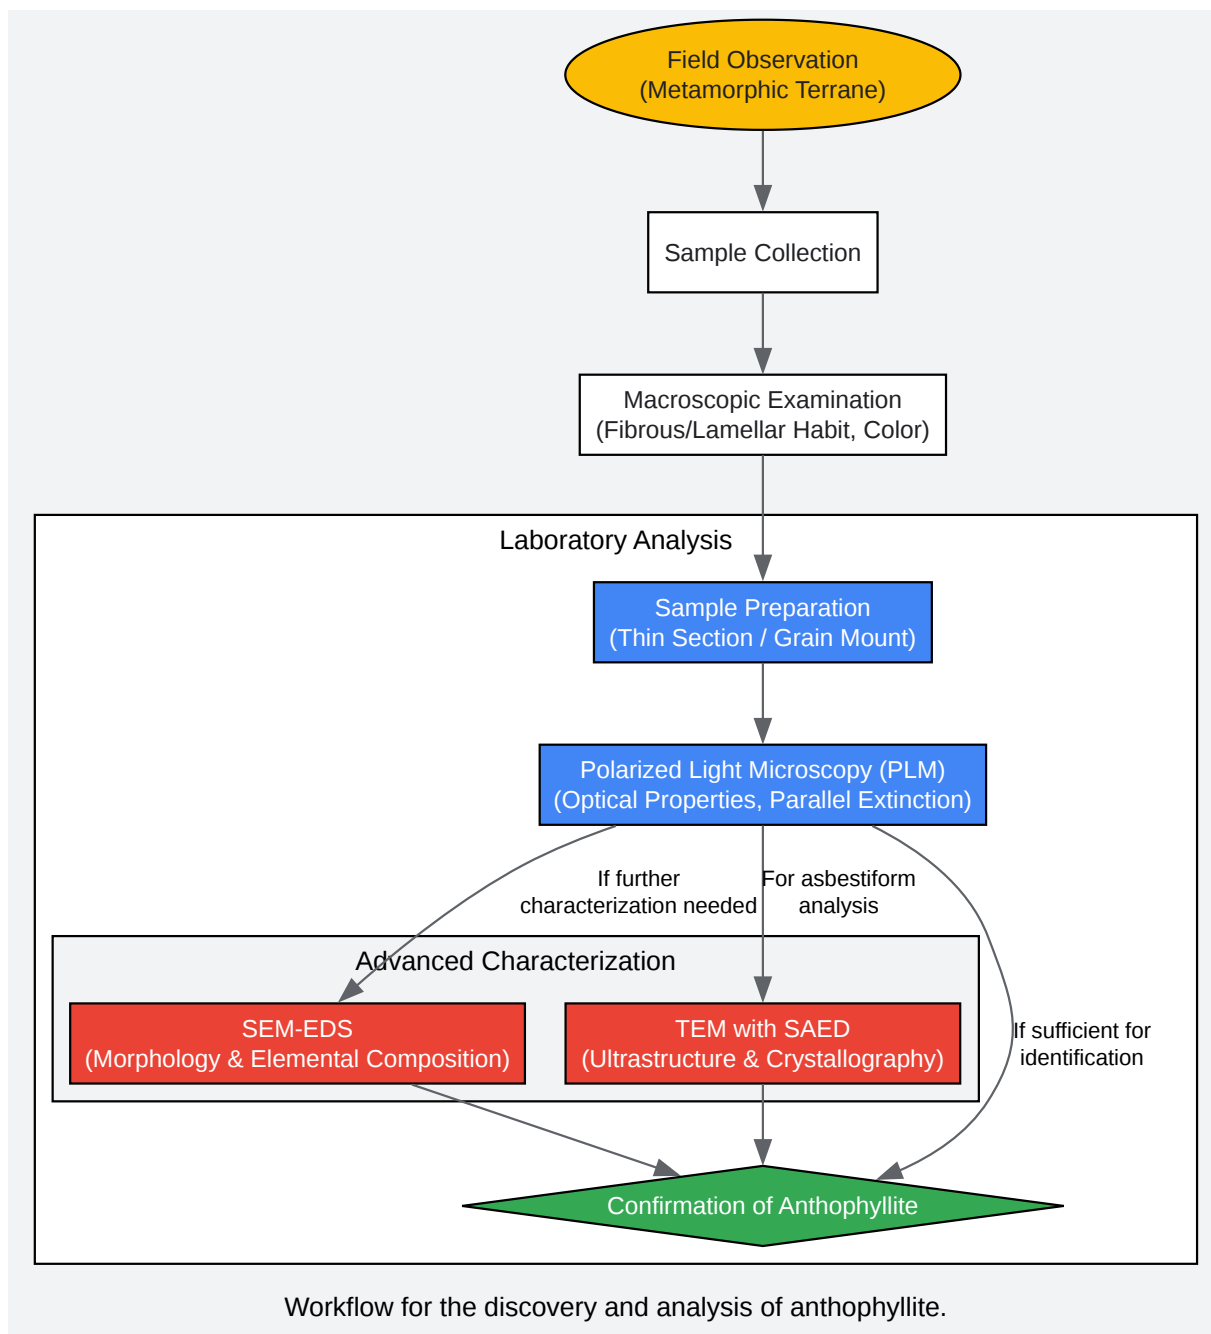 Field Observation
(Metamorphic Terrane)
Sample Collection
Macroscopic Examination
(Fibrous/Lamellar Habit, Color)
Laboratory Analysis
Sample Preparation
(Thin Section / Grain Mount)
Polarized Light Microscopy (PLM)
(Optical Properties, Parallel Extinction)
If further
characterization needed
For asbestiform
analysis
Advanced Characterization
SEM-EDS
(Morphology & Elemental Composition)
TEM with SAED
(Ultrastructure & Crystallography)
If sufficient for
identification
Confirmation of Anthophyllite
Workflow for the discovery and analysis of anthophyllite.